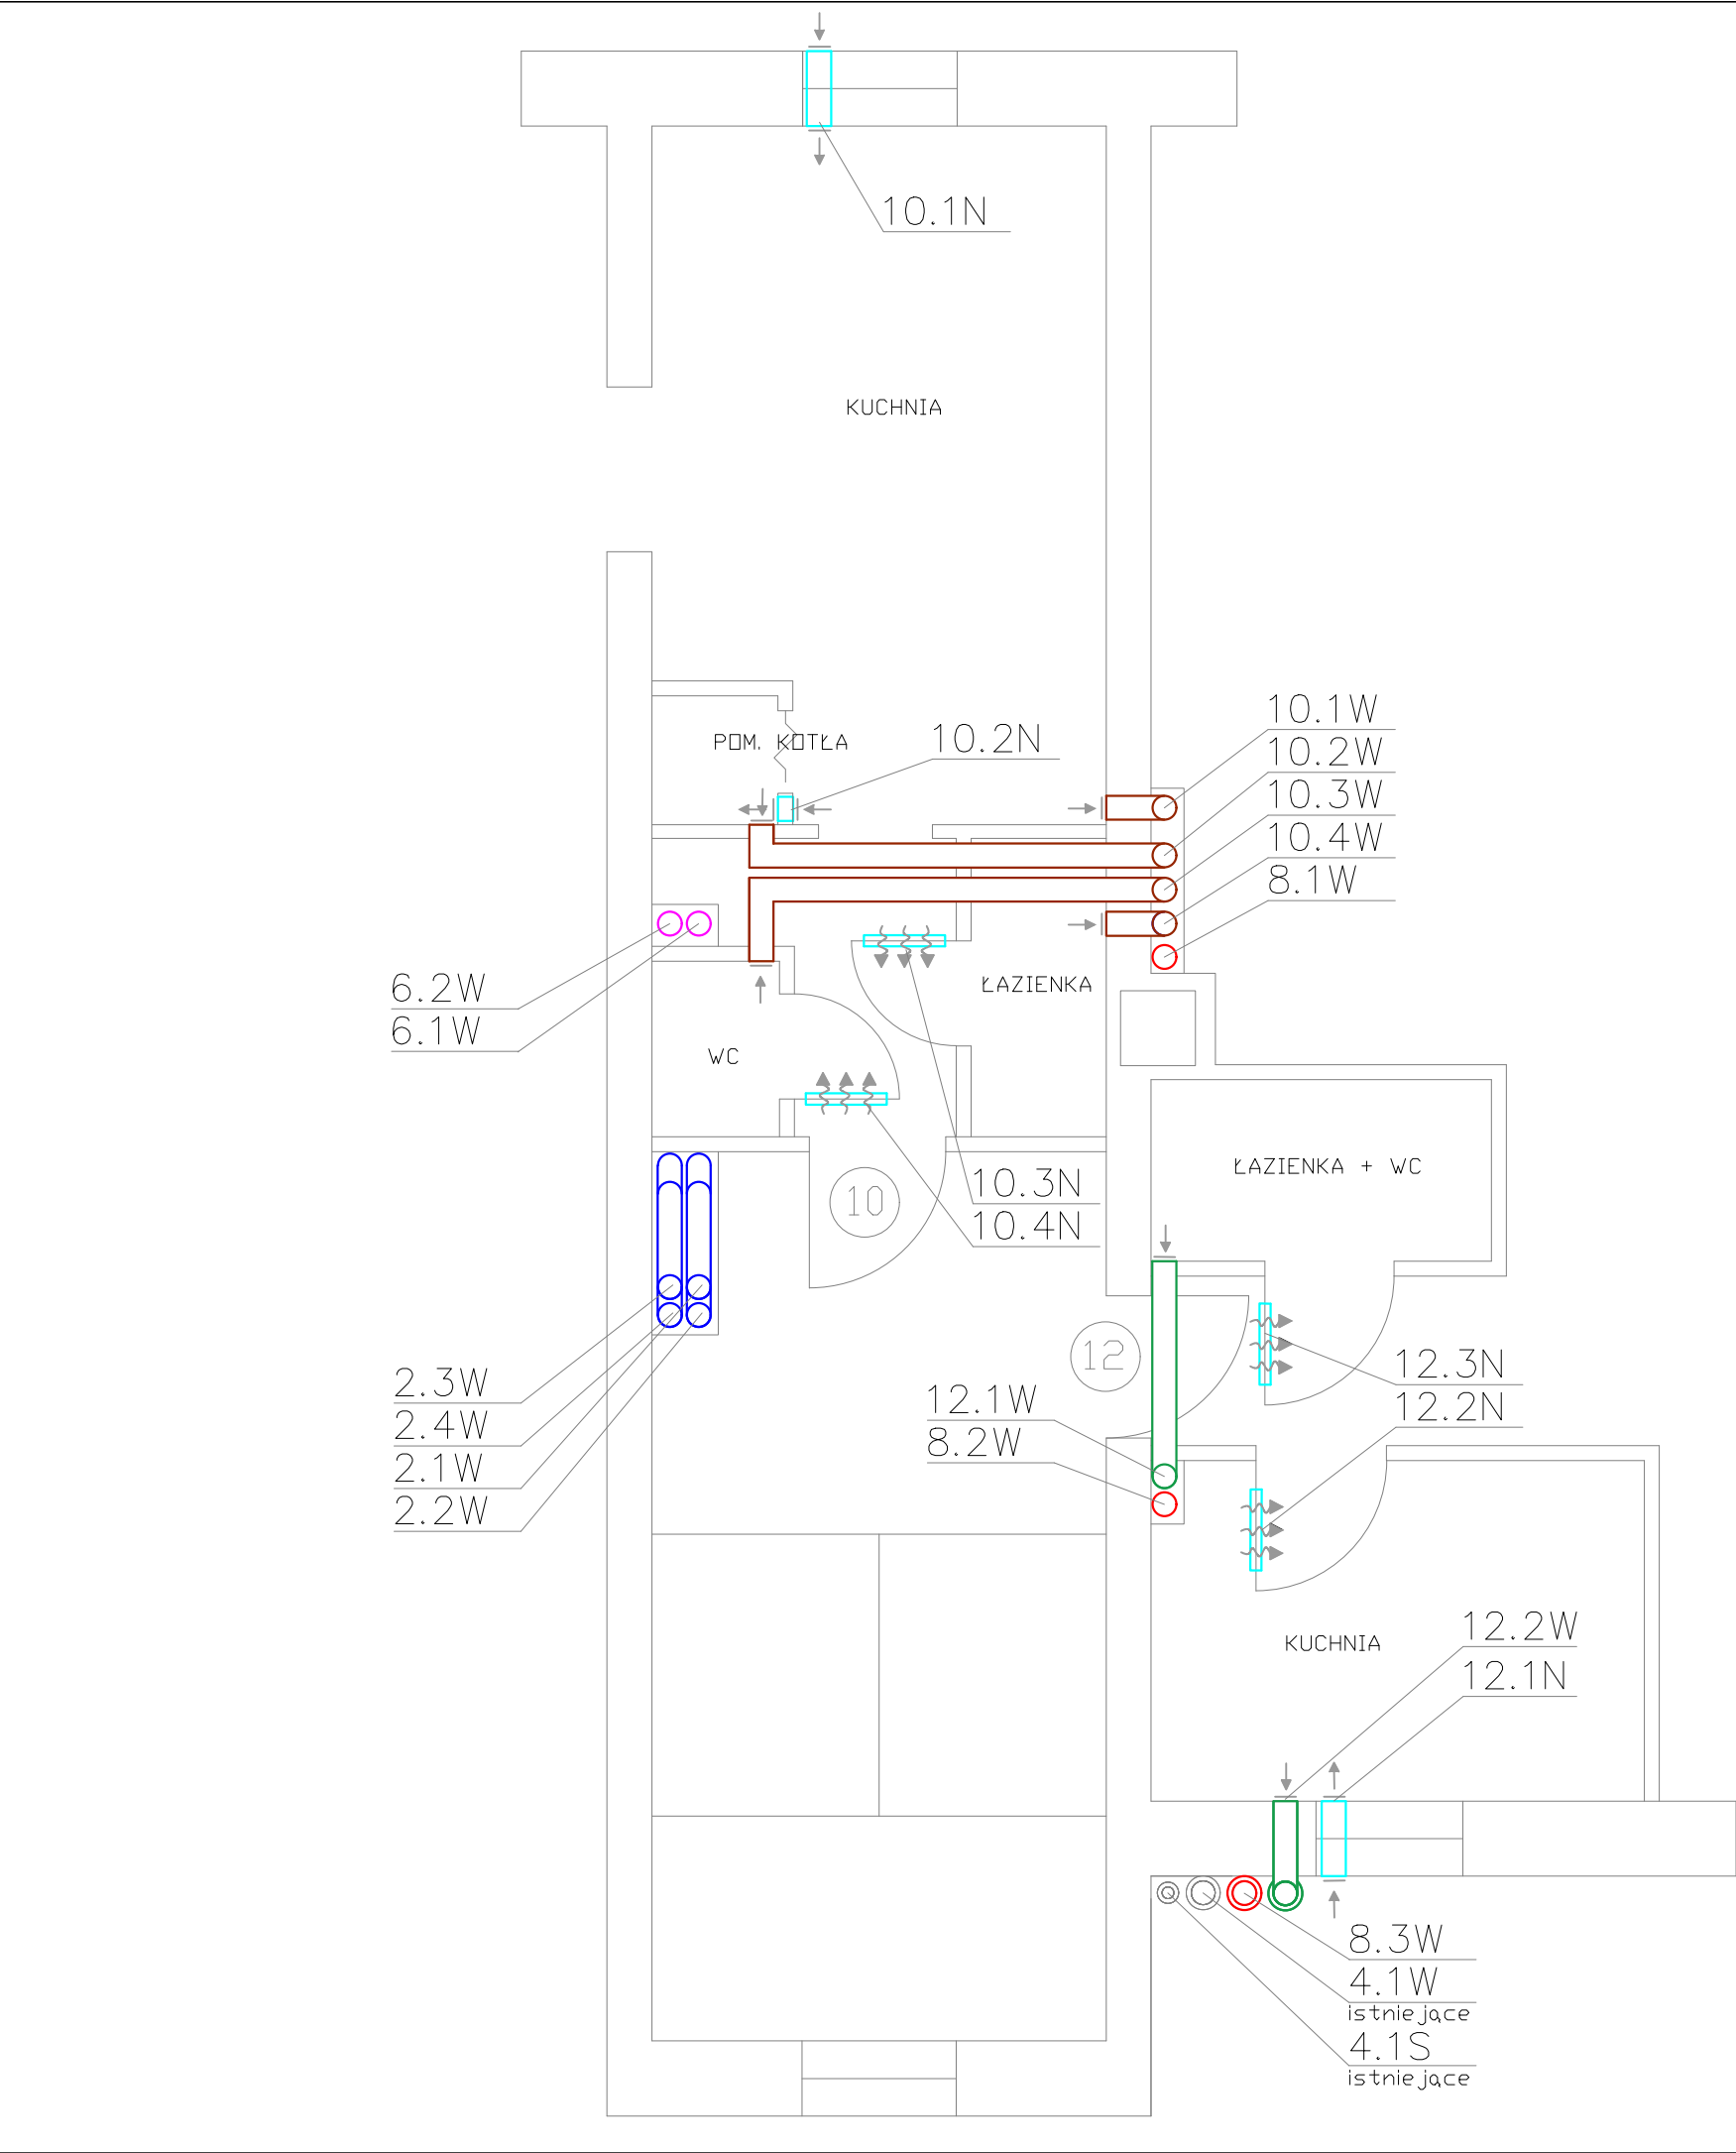 10.1N
KUCHNIA
10.1W
POM. KOTŁA
10.2N
10.2W
10.3W
10.4W
8.1W
6.2W
ŁAZIENKA
6.1W
WC
ŁAZIENKA + WC
10.3N
10
10.4N
12
12.3N
2.3W
12.1W
12.2N
2.4W
8.2W
2.1W
2.2W
12.2W
KUCHNIA
12.1N
8.3W
4.1W
istniejące
4.1S
istniejące